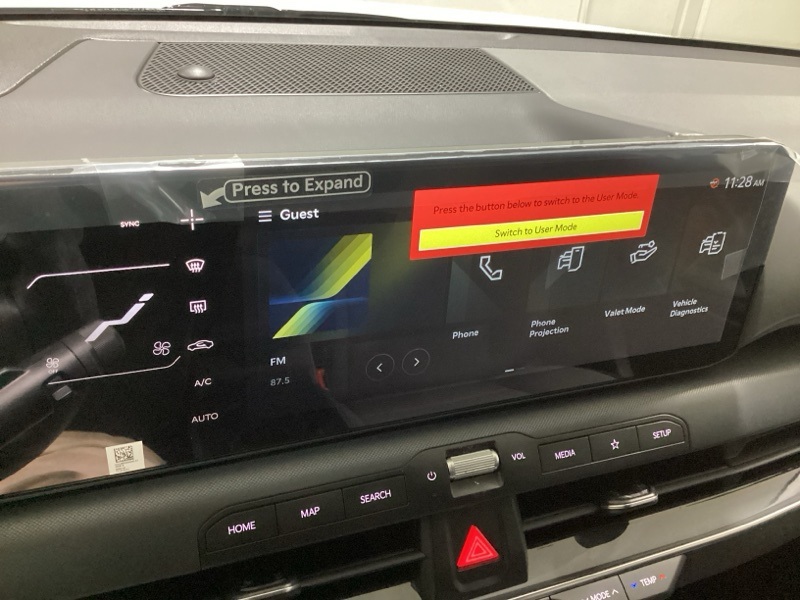 Press to Expand
SYNC
Guest
Press the button below to switch to the User Mode.
Switch to User Mode
11:28 AM
Phone
Phone
Projection
Valet Mode
Vehicle
Diagnostics
FM
87.5
A/C
AUTO
HOME
MAP
SEARCH
VOL
MEDIA
SETUP
MODE
TEMP